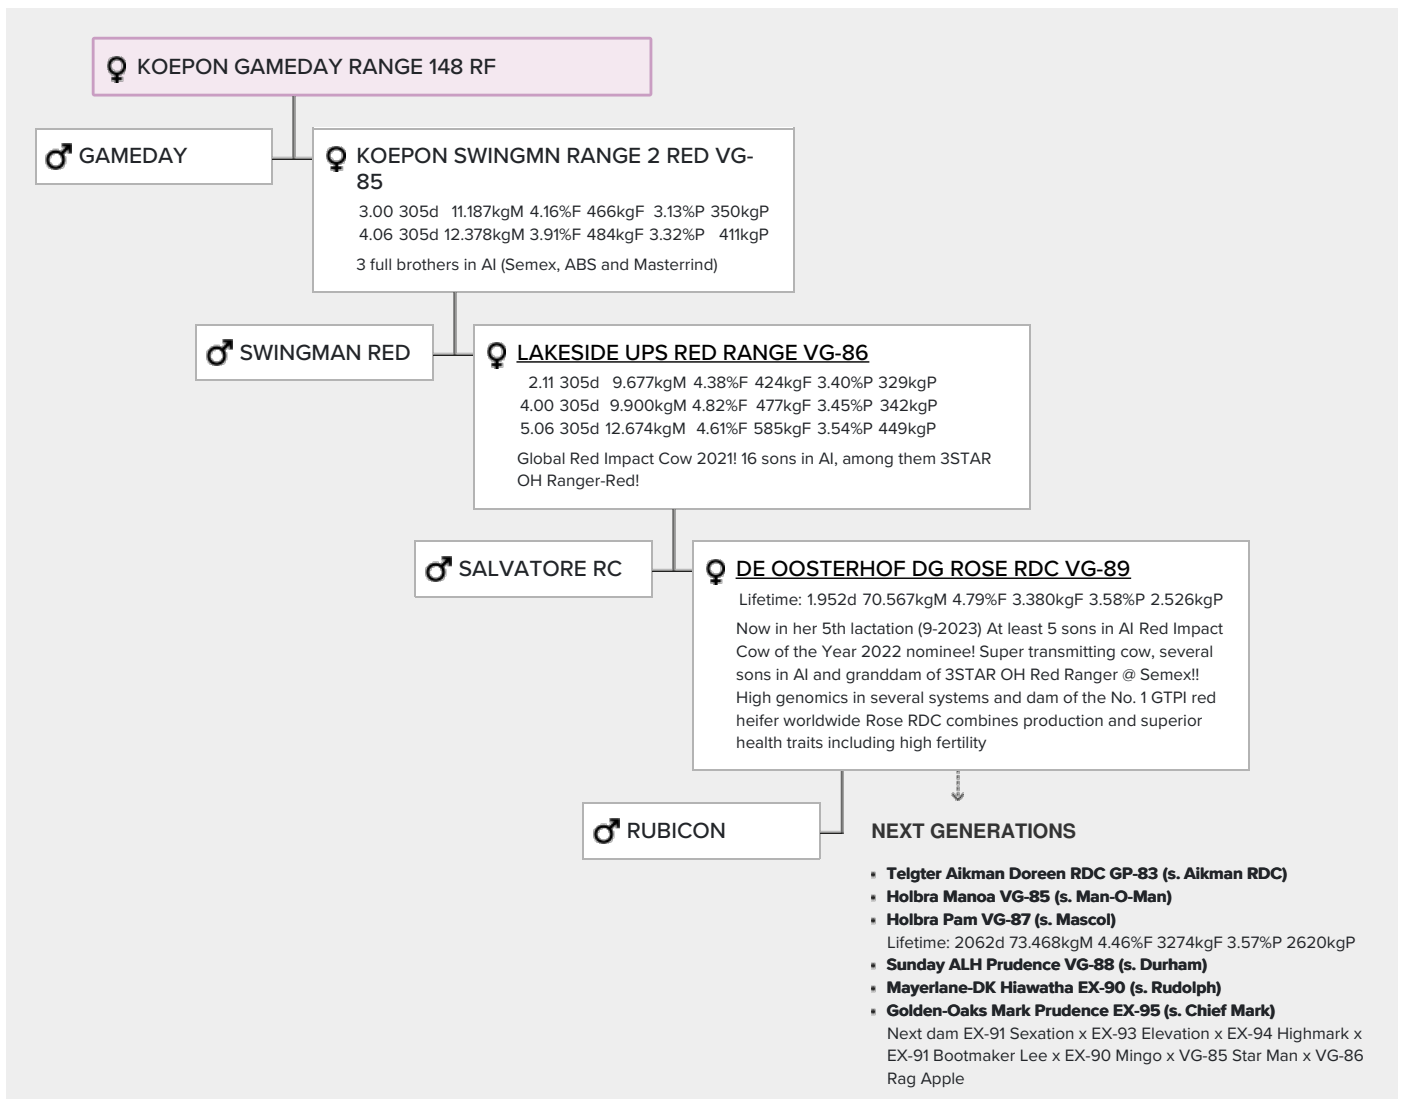 KOEPON GAMEDAY RANGE 148 RF
GAMEDAY
KOEPON SWINGMN RANGE 2 RED VG-
85
3.00 305d 11.187kgM 4.16%F 466kgF 3.13%P 350kgP
4.06 305d 12.378kgM 3.91%F 484kgF 3.32%P 411kgP
3 full brothers in AI (Semex, ABS and Masterrind)
SWINGMAN RED
LAKESIDE UPS RED RANGE VG-86
2.11 305d 9.677kgM 4.38%F 424kgF 3.40%P 329kgP
4.00 305d 9.900kgM 4.82%F 477kgF 3.45%P 342kgP
5.06 305d 12.674kgM 4.61%F 585kgF 3.54%P 449kgP
Global Red Impact Cow 2021! 16 sons in AI, among them 3STAR
OH Ranger-Red!
SALVATORE RC
DE OOSTERHOF DG ROSE RDC VG-89
Lifetime: 1.952d 70.567kgM 4.79%F 3.380kgF 3.58%P 2.526kgP
Now in her 5th lactation (9-2023) At least 5 sons in AI Red Impact
Cow of the Year 2022 nominee! Super transmitting cow, several
sons in AI and granddam of 3STAR OH Red Ranger @ Semex!!
High genomics in several systems and dam of the No. 1 GTPI red
heifer worldwide Rose RDC combines production and superior
health traits including high fertility
RUBICON
NEXT GENERATIONS
Telgter Aikman Doreen RDC GP-83 (s. Aikman RDC)
Holbra Manoa VG-85 (s. Man-O-Man)
Holbra Pam VG-87 (s. Mascol)
Lifetime: 2062d 73.468kgM 4.46%F 3274kgF 3.57%P 2620kgP
Sunday ALH Prudence VG-88 (s. Durham)
Mayerlane-DK Hiawatha EX-90 (s. Rudolph)
Golden-Oaks Mark Prudence EX-95 (s. Chief Mark)
Next dam EX-91 Sexation x EX-93 Elevation x EX-94 Highmark x
EX-91 Bootmaker Lee x EX-90 Mingo x VG-85 Star Man x VG-86
Rag Apple